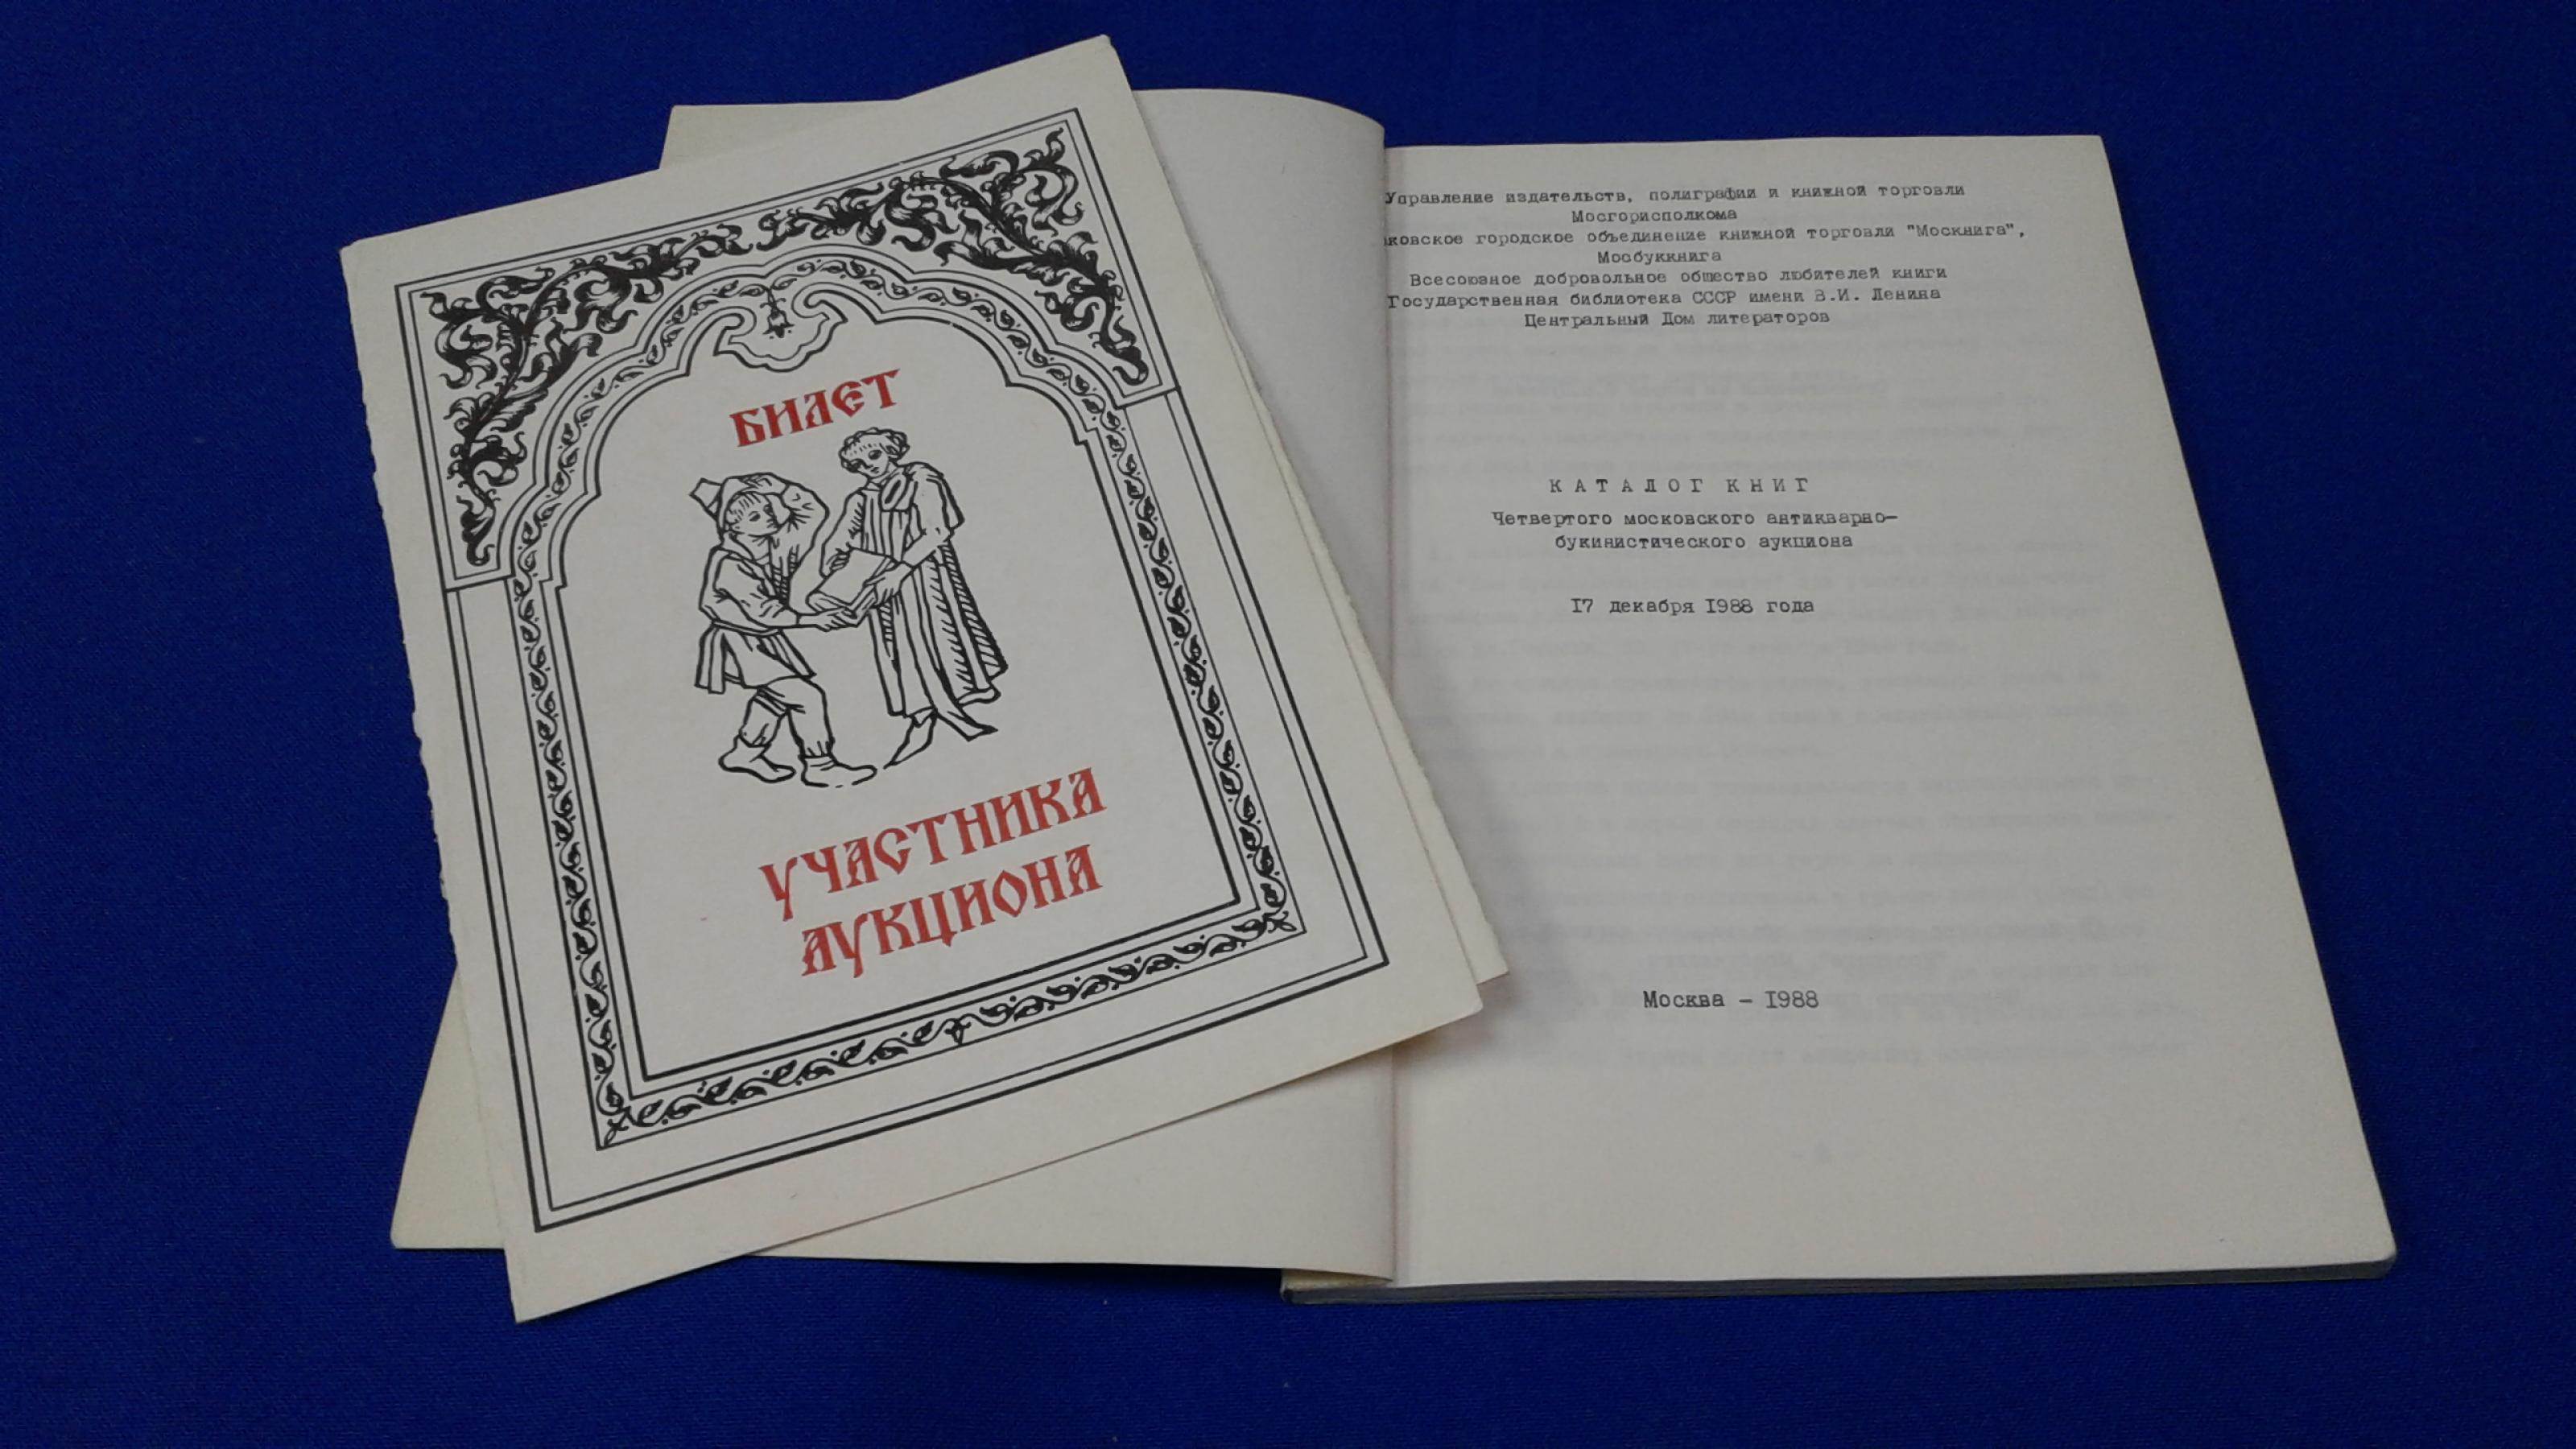 БИЛЕТ
УЧАСТНИКА
АУКЦИОНА
Управление издательств, полиграфии и книжной торговли
Мосгорисполкома
городское объединение книжной торговли "Москнига",
Мосбуккнига
Всесоюзное добровольное общество любителей книги
Государственная библиотека СССР имени В.И. Ленина
Центральный Дом литераторов
КАТАЛОГ КНИГ
Четвертого московского антикварно-
букинистического аукциона
17 декабря 1988 года
Москва - 1988